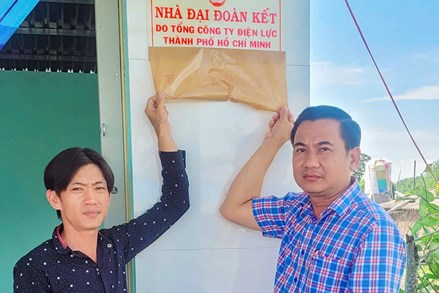 NHÀ ĐẠI ĐOÀN KẾT
DO TỔNG CÔNG TY ĐIỆN LỰC
THÀNH PHỐ HỒ CHÍ MINH